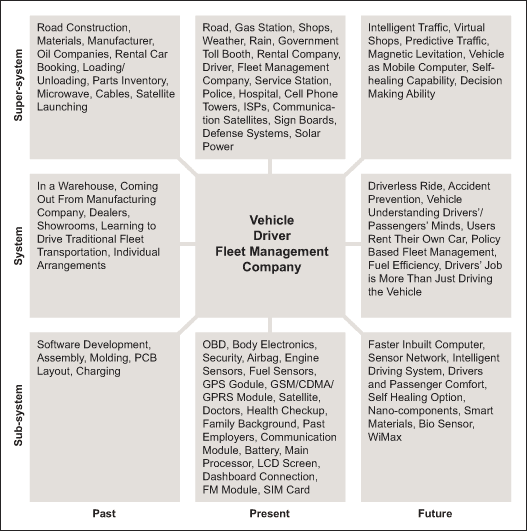 Super-system
Road Construction,
Materials, Manufacturer,
Oil Companies, Rental Car
Booking, Loading/
Unloading, Parts Inventory,
Microwave, Cables, Satellite
Launching
Road, Gas Station, Shops,
Weather, Rain, Government
Toll Booth, Rental Company,
Driver, Fleet Management
Company, Service Station,
Police, Hospital, Cell Phone
Towers, ISPs, Communica-
tion Satellites, Sign Boards,
Defense Systems, Solar
Power
Intelligent Traffic, Virtual
Shops, Predictive Traffic,
Magnetic Levitation, Vehicle
as Mobile Computer, Self-
healing Capability, Decision
Making Ability
System
In a Warehouse, Coming
Out From Manufacturing
Company, Dealers,
Showrooms, Learning to
Drive Traditional Fleet
Transportation, Individual
Arrangements
Vehicle
Driver
Fleet Management
Company
Driverless Ride, Accident
Prevention, Vehicle
Understanding Drivers'/
Passengers' Minds, Users
Rent Their Own Car, Policy
Based Fleet Management,
Fuel Efficiency, Drivers' Job
is More Than Just Driving
the Vehicle
Sub-system
Software Development,
Assembly, Molding, PCB
Layout, Charging
OBD, Body Electronics,
Security, Airbag, Engine
Sensors, Fuel Sensors,
GPS Godule, GSM/CDMA/
GPRS Module, Satellite,
Doctors, Health Checkup,
Family Background, Past
Employers, Communication
Module, Battery, Main
Processor, LCD Screen,
Dashboard Connection,
FM Module, SIM Card
Faster Inbuilt Computer,
Sensor Network, Intelligent
Driving System, Drivers
and Passenger Comfort,
Self Healing Option,
Nano-components, Smart
Materials, Bio Sensor,
WiMax
Past
Present
Future